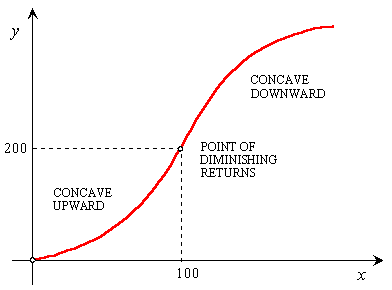 y
CONCAVE
DOWNWARD
200
POINT OF
DIMINISHING
RETURNS
CONCAVE
UPWARD
100
x